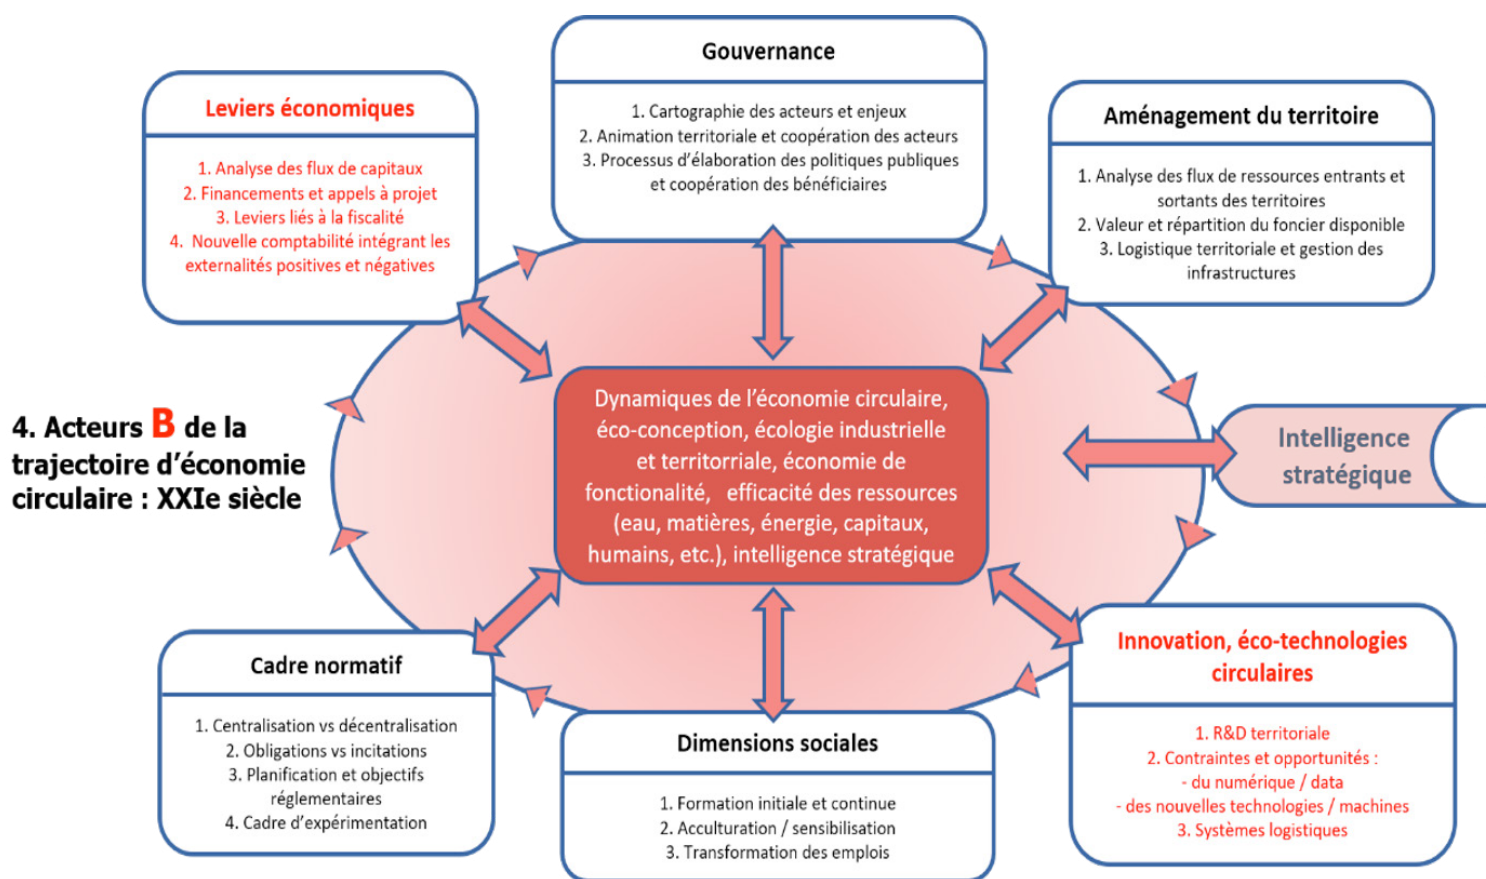 Gouvernance
1. Cartographie des acteurs et enjeux
2. Animation territoriale et coopération des acteurs
3. Processus d’élaboration des politiques publiques
et coopération des bénéficiaires
Leviers économiques
1. Analyse des flux de capitaux
2. Financements et appels à projet
3. Leviers liés à la fiscalité
4. Nouvelle comptabilité intégrant les
externalités positives et négatives
Aménagement du territoire
1. Analyse des flux de ressources entrants et
sortants des territoires
2. Valeur et répartition du foncier disponible
3. Logistique territoriale et gestion des
infrastructures
4. Acteurs B de la
trajectoire d’économie
circulaire : XXIe siècle
Dynamiques de l’économie circulaire,
éco-conception, écologie industrielle
et territorriale, économie de
fonctionalité, efficacité des ressources
(eau, matières, énergie, capitaux,
humains, etc.), intelligence stratégique
Intelligence
stratégique
Cadre normatif
1. Centralisation vs décentralisation
2. Obligations vs incitations
3. Planification et objectifs
réglementaires
4. Cadre d’expérimentation
Dimensions sociales
1. Formation initiale et continue
2. Acculturation / sensibilisation
3. Transformation des emplois
Innovation, éco-technologies
circulaires
1. R&D territoriale
2. Contraintes et opportunités :
- du numérique / data
- des nouvelles technologies / machines
3. Systèmes logistiques